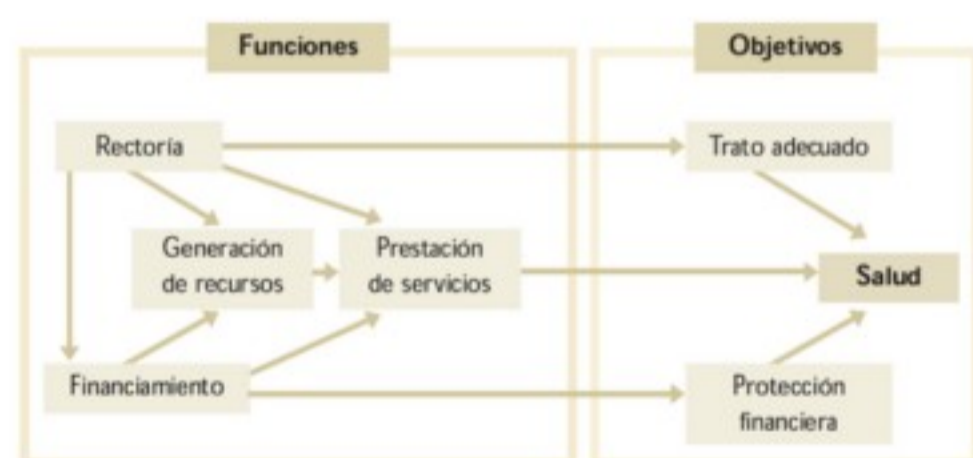 Funciones
Objetivos
Rectoría
Trato adecuado
Generación
de recursos
Prestación
de servicios
Salud
Financiamiento
Protección
financiera